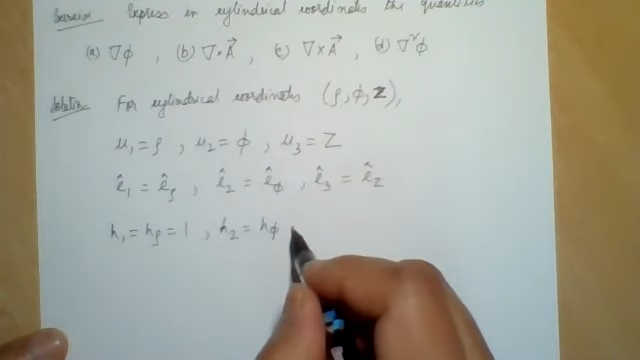 Exercise: Express in cylindrical coordinates the quantities
(a) ∇ϕ , (b) ∇·A⃗ , (c) ∇×A⃗ , (d) ∇²ϕ
Solution For cylindrical coordinates (ρ, ϕ, z),
u₁ = ρ , u₂ = ϕ , u₃ = Z
ê₁ = ê_ρ , ê₂ = ê_ϕ , ê₃ = ê_Z
h₁ = h_ρ = 1 , h₂ = h_ϕ